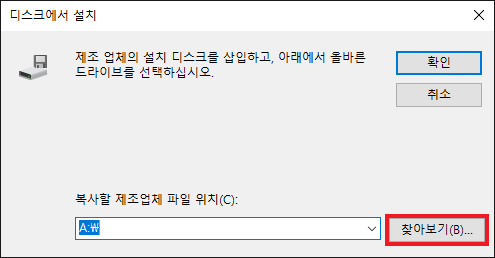 디스크에서 설치
제조 업체의 설치 디스크를 삽입하고, 아래에서 올바른
드라이브를 선택하십시오.
확인
취소
복사할 제조업체 파일 위치(C):
A:₩
찾아보기(B)...